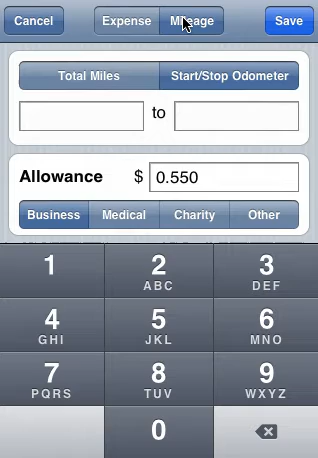 Cancel Expense Mileage Save
Total Miles Start/Stop Odometer
to
Allowance $ 0.550
Business Medical Charity Other
1 2 3
ABC DEF
4 5 6
GHI JKL MNO
7 8 9
PQRS TUV WXYZ
0